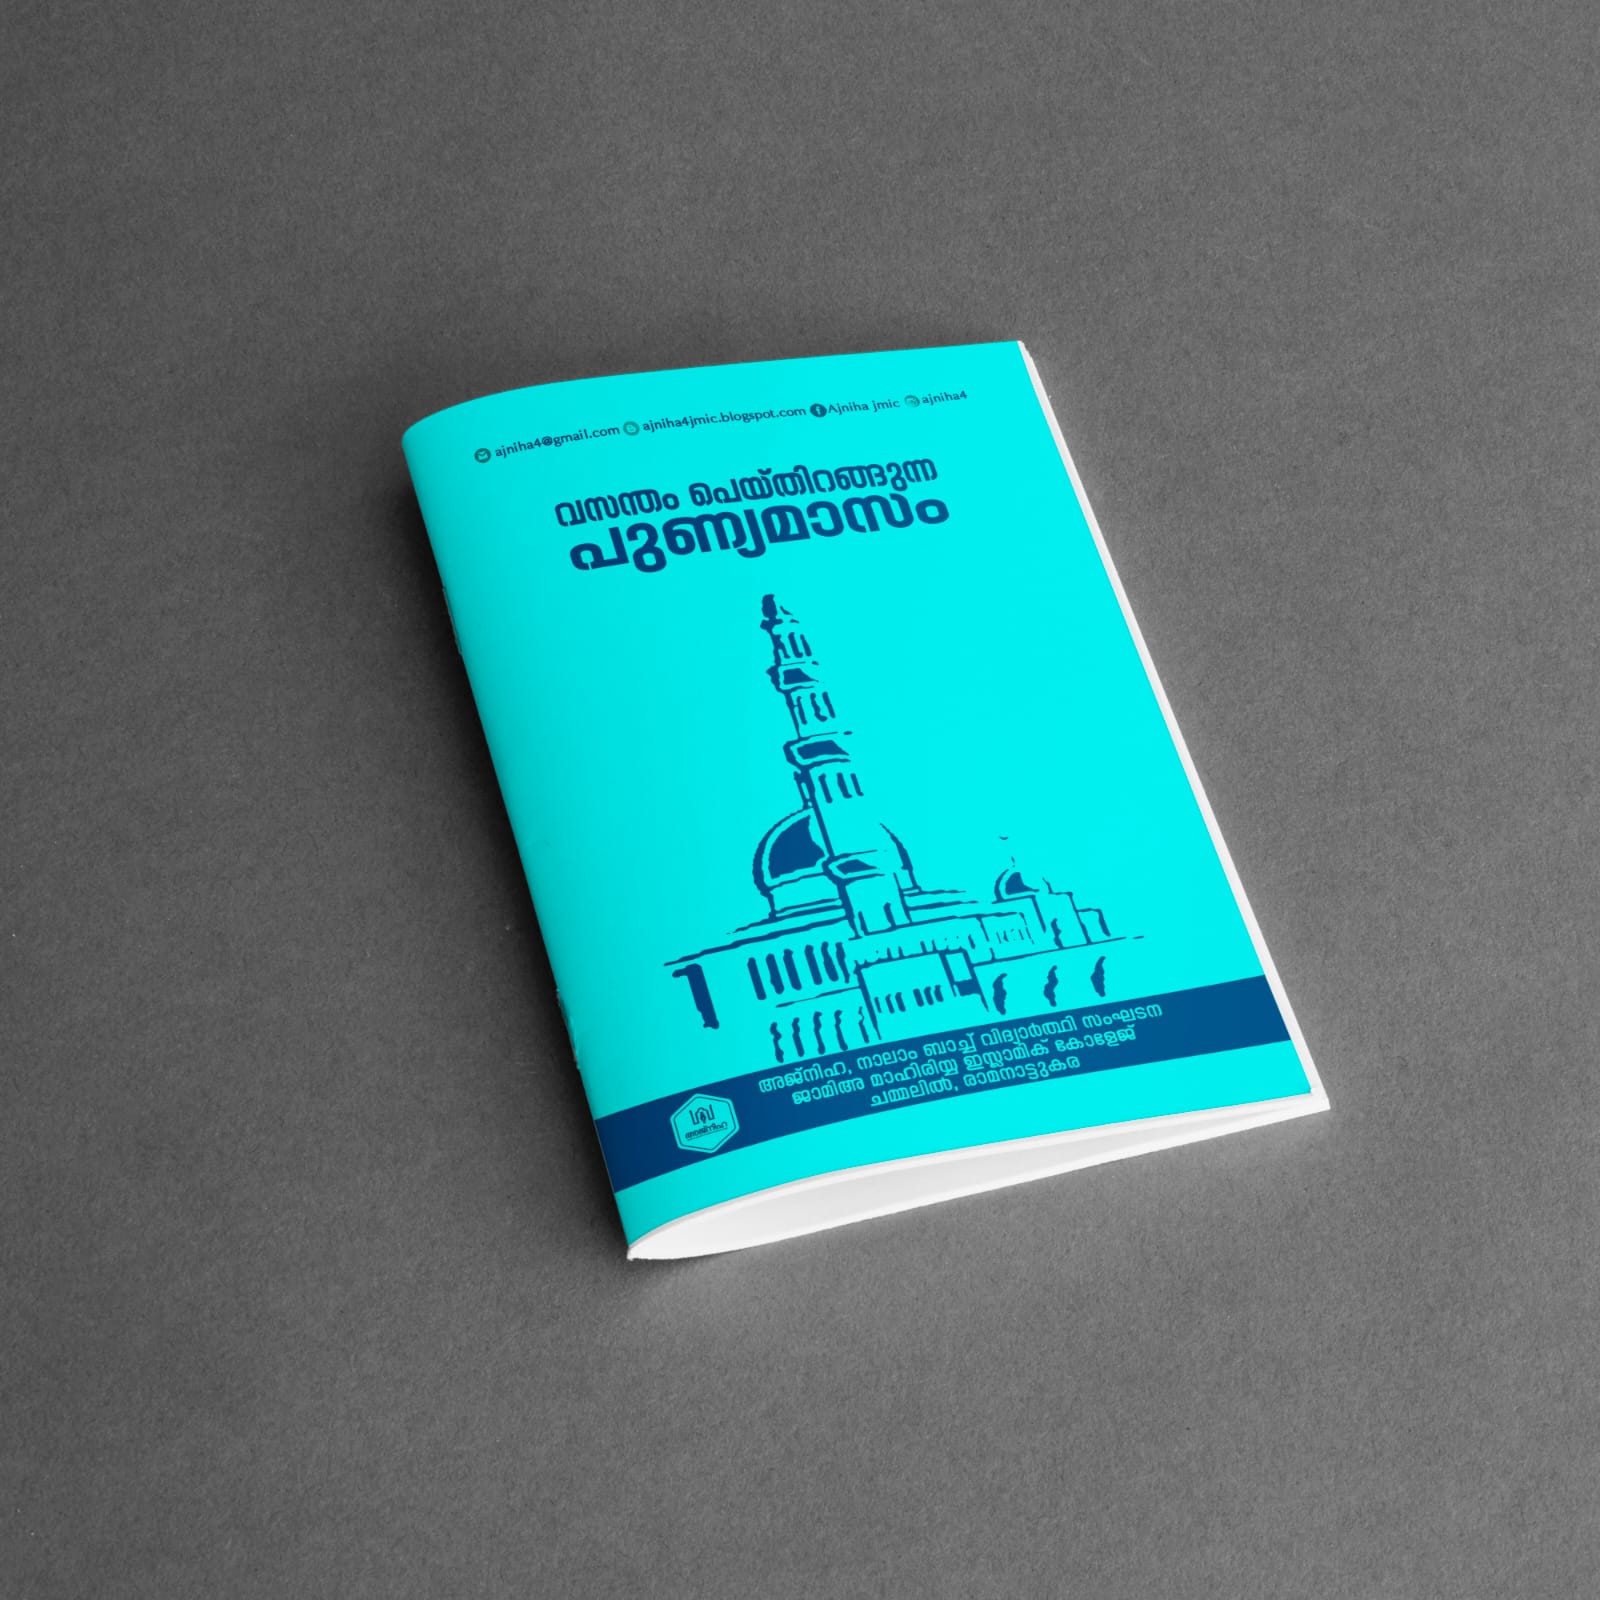 ajniha4@gmail.com ajniha4jmic.blogspot.com Ajniha jmic ajniha4
വസന്തം പെയ്തിറങ്ങുന്ന
പുണ്യമാസം
അജ്നിഹ, നാലാം ബാച്ച് വിദ്യാർത്ഥി സംഘടന
ജാമിഅ മാഹിരിയ്യ ഇസ്ലാമിക് കോളേജ്
ചമ്മലിൽ, രാമനാട്ടുകര
അജ്നിഹ